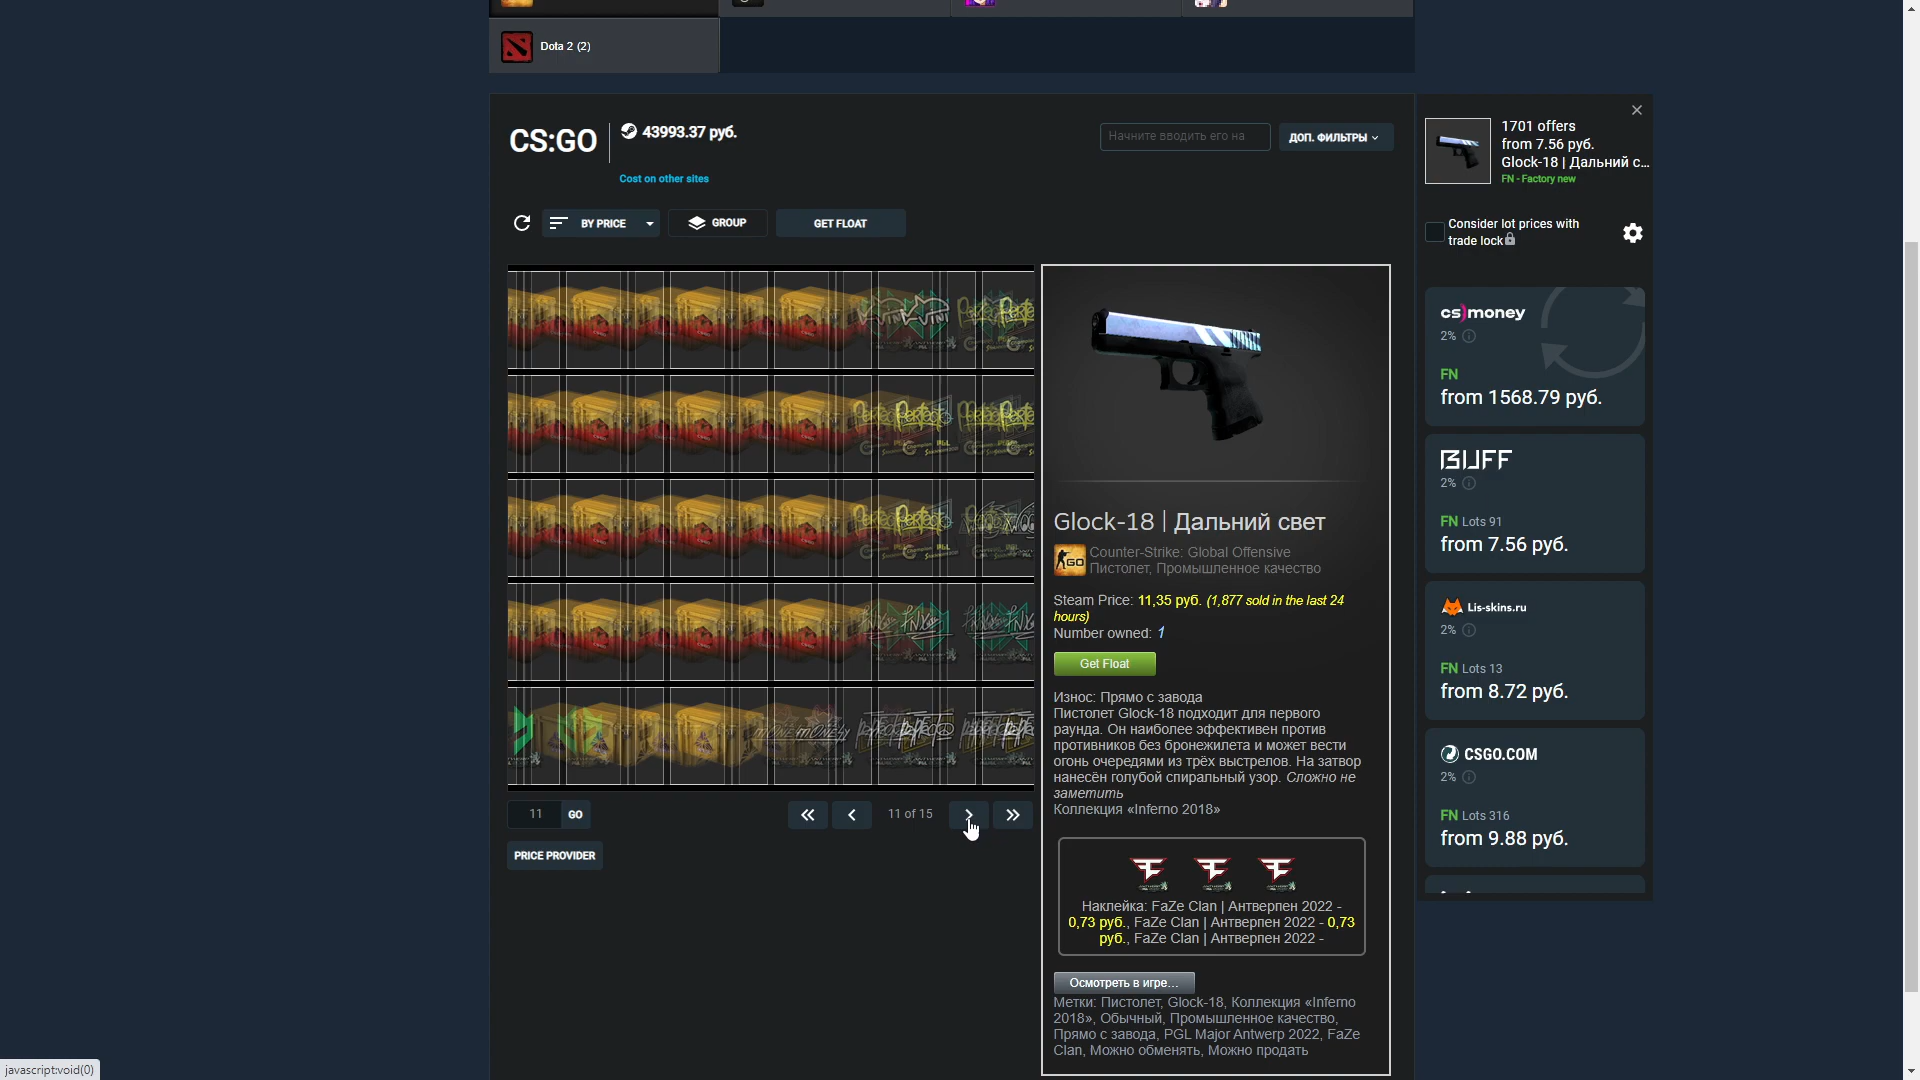 Dota 2 (2)
CS:GO
43993.37 руб.
Cost on other sites
Начните вводить его на
ДОП. ФИЛЬТРЫ
BY PRICE
GROUP
GET FLOAT
11
GO
11 of 15
PRICE PROVIDER
Glock-18 | Дальний свет
Counter-Strike: Global Offensive
Пистолет, Промышленное качество
Steam Price: 11,35 руб. (1,877 sold in the last 24
hours)
Number owned: 1
Get Float
Износ: Прямо с завода
Пистолет Glock-18 подходит для первого
раунда. Он наиболее эффективен против
противников без бронежилета и может вести
огонь очередями из трёх выстрелов. На затвор
нанесён голубой спиральный узор. Сложно не
заметить
Коллекция «Inferno 2018»
Наклейка: FaZe Clan | Антверпен 2022 -
0,73 руб., FaZe Clan | Антверпен 2022 - 0,73
руб., FaZe Clan | Антверпен 2022 -
Осмотреть в игре…
Метки: Пистолет, Glock-18, Коллекция «Inferno
2018», Обычный, Промышленное качество,
Прямо с завода, PGL Major Antwerp 2022, FaZe
Clan, Можно обменять, Можно продать
1701 offers
from 7.56 руб.
Glock-18 | Дальний с...
FN - Factory new
Consider lot prices with
trade lock
cs money
2%
FN
from 1568.79 руб.
BUFF
2%
FN Lots 91
from 7.56 руб.
Lis-skins.ru
2%
FN Lots 13
from 8.72 руб.
CSGO.COM
2%
FN Lots 316
from 9.88 руб.
javascript:void(0)